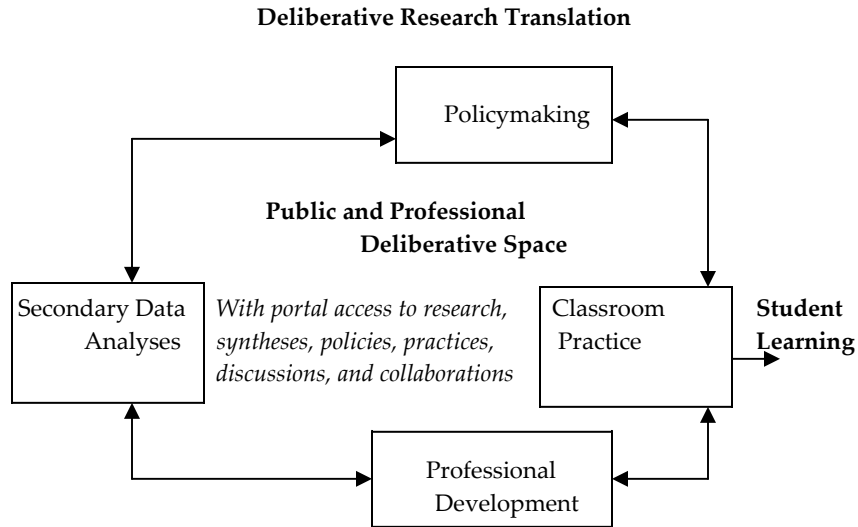 Deliberative Research Translation
Policymaking
Public and Professional
Deliberative Space
Secondary Data
Analyses
With portal access to research,
syntheses, policies, practices,
discussions, and collaborations
Classroom
Practice
Student
Learning
Professional
Development